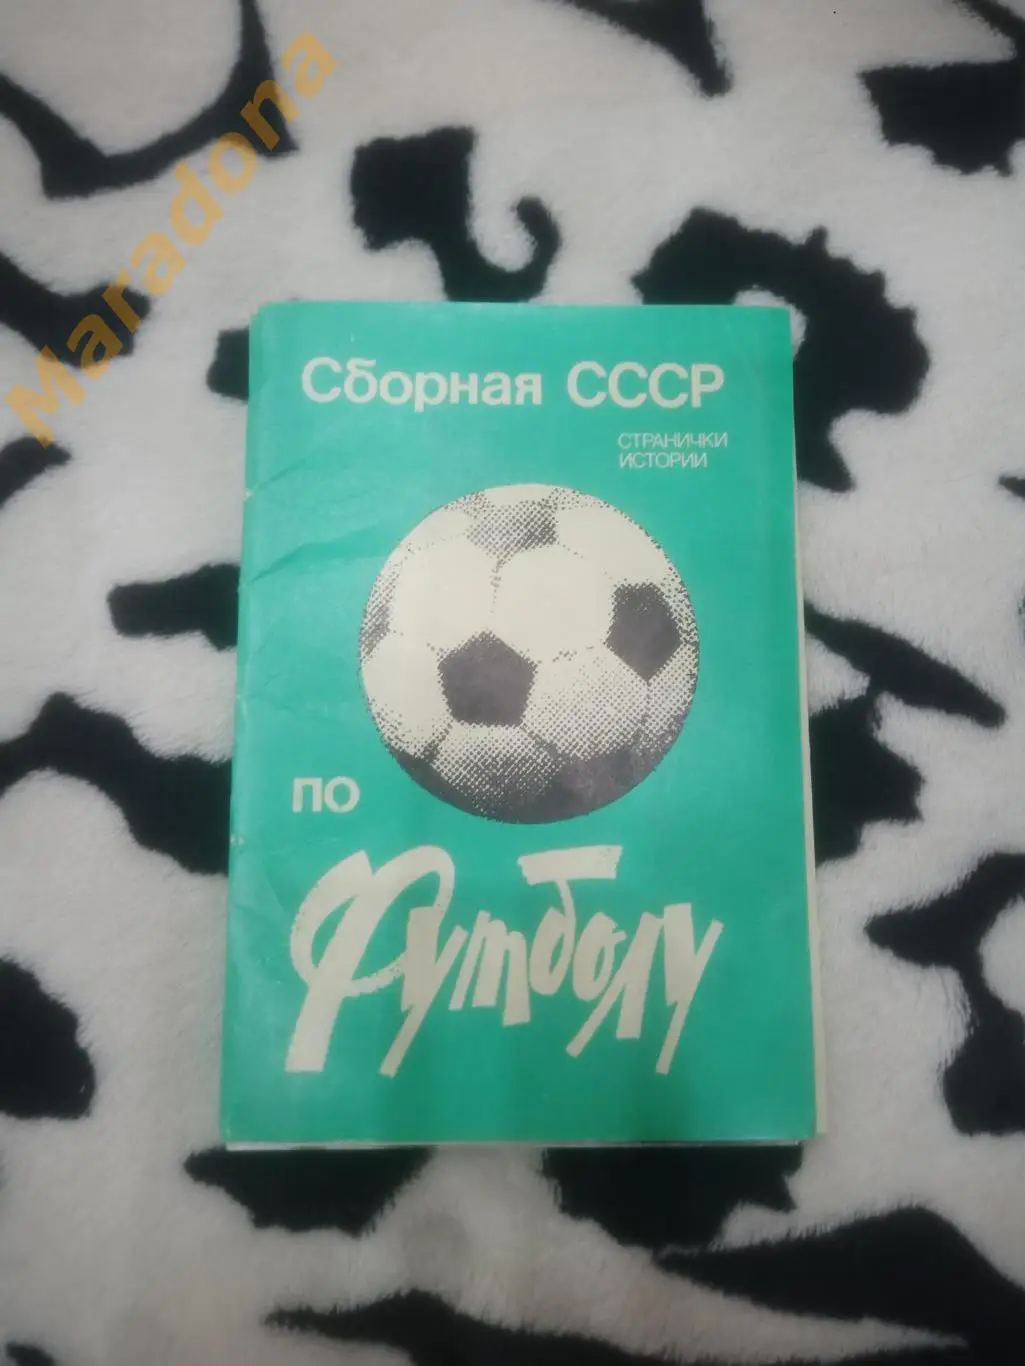 Maradona
Сборная СССР
СТРАНИЧКИ
ИСТОРИИ
по
Футболу